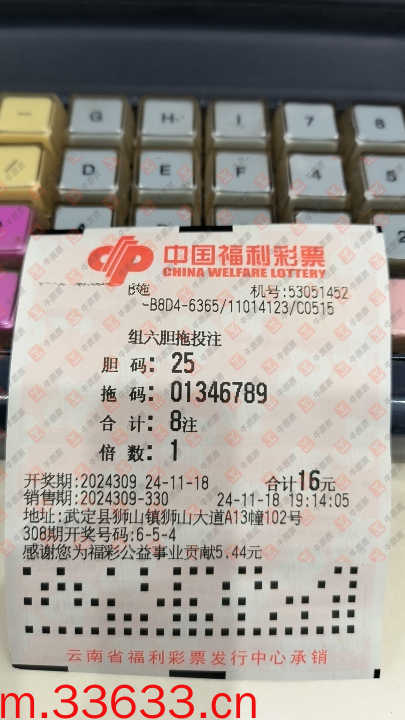 -
G
H
I
7
8
D
E
F
4
5
中国福利彩票
CHINA WELFARE LOTTERY
机号:53051452
-B8D4-6365/11014123/C0515
组六胆拖投注
胆 码: 25
拖 码: 01346789
合 计: 8注
倍 数: 1
开奖期:2024309 24-11-18 合计16元
销售期:2024309-330 24-11-18 19:14:05
地址:武定县狮山镇狮山大道A13幢102号
308期开奖号码:6-5-4
感谢您为福彩公益事业贡献5.44元
云南省福利彩票发行中心承销
m.33633.cn